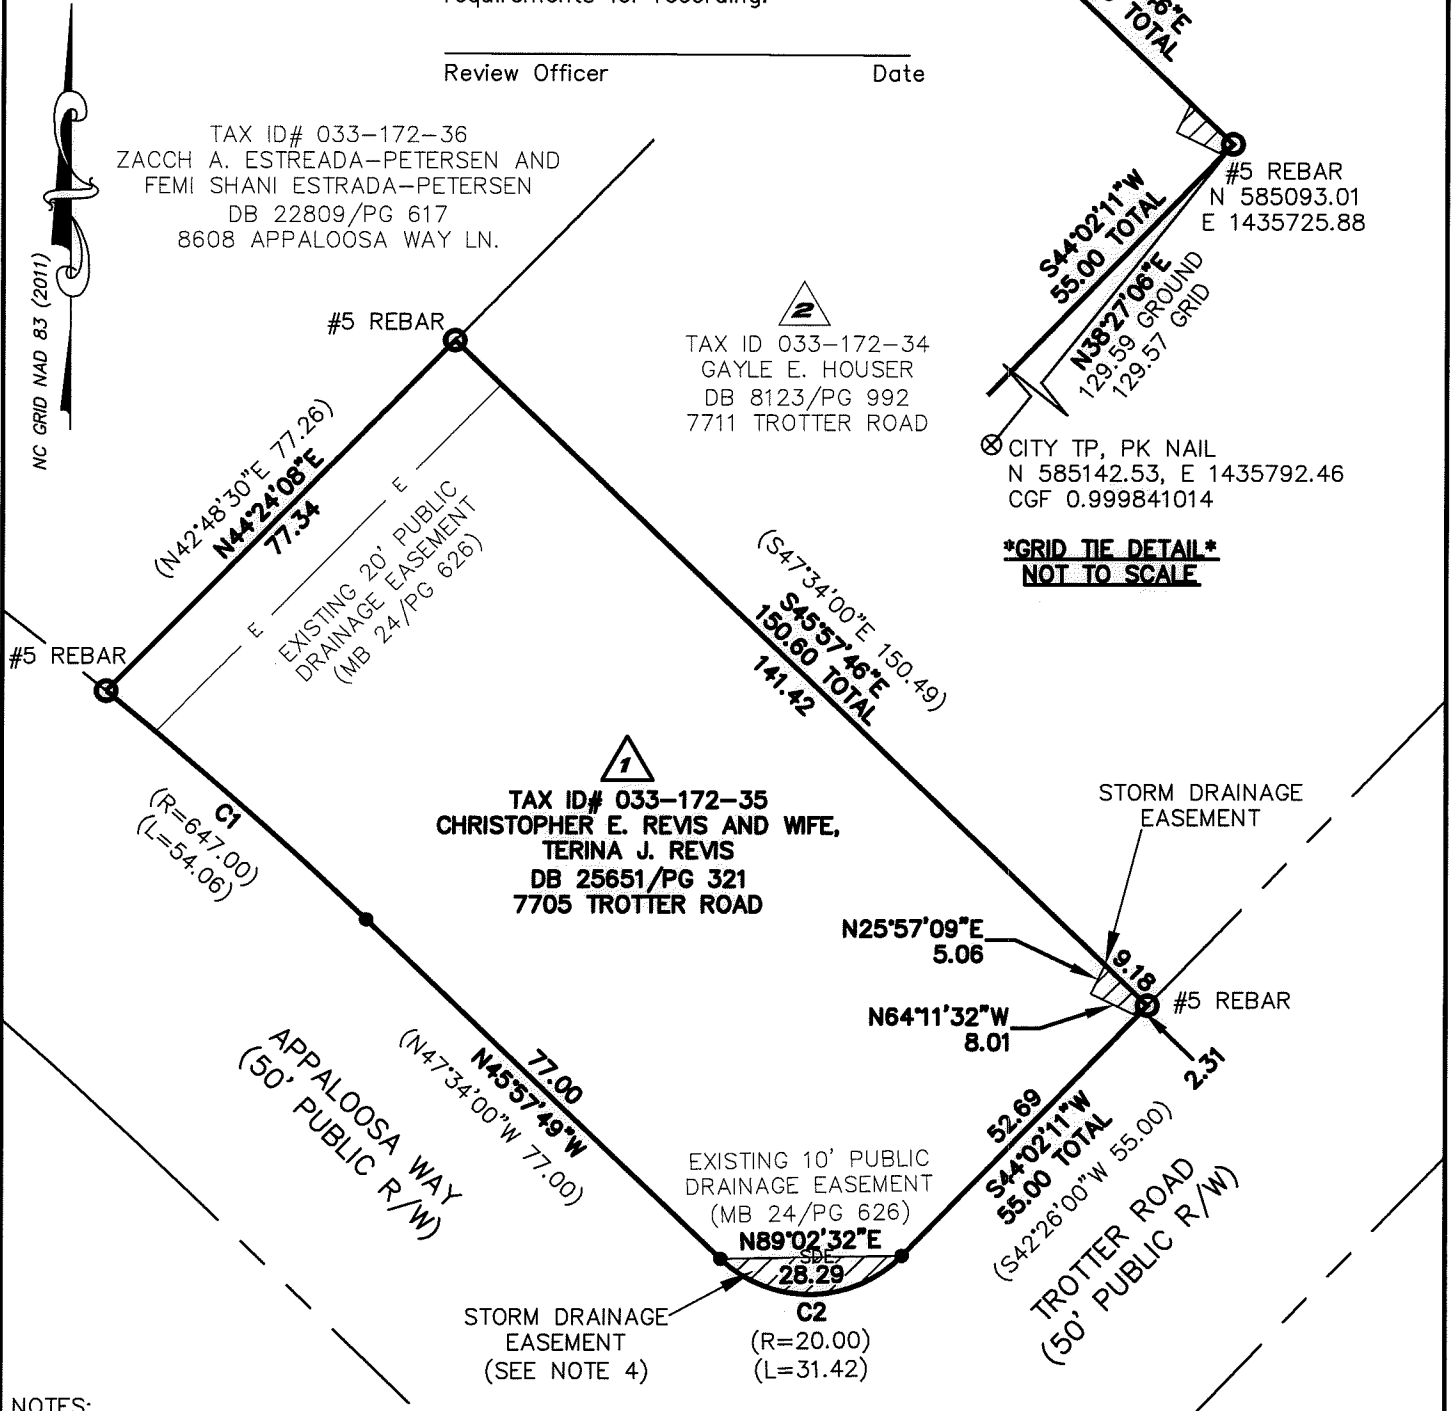 requirements for recording.
Review Officer Date
46"E
TOTAL
TAX ID# 033-172-36
ZACCH A. ESTREADA-PETERSEN AND
FEMI SHANI ESTRADA-PETERSEN
DB 22809/PG 617
8608 APPALOOSA WAY LN.
NC GRID NAD 83 (2011)
#5 REBAR
N 585093.01
E 1435725.88
S44°02'11"W
55.00 TOTAL
N38°27'06"E
129.59 GROUND
129.57 GRID
#5 REBAR
2
TAX ID 033-172-34
GAYLE E. HOUSER
DB 8123/PG 992
7711 TROTTER ROAD
CITY TP, PK NAIL
N 585142.53, E 1435792.46
CGF 0.999841014
*GRID TIE DETAIL*
NOT TO SCALE
(N42°48'30"E 77.26)
N44°24'08"E
77.34
E
E
EXISTING 20' PUBLIC
DRAINAGE EASEMENT
(MB 24/PG 626)
(S47°34'00"E 150.49)
S45°57'46"E
150.60 TOTAL
141.42
#5 REBAR
C1
(R=647.00)
(L=54.06)
1
TAX ID# 033-172-35
CHRISTOPHER E. REVIS AND WIFE,
TERINA J. REVIS
DB 25651/PG 321
7705 TROTTER ROAD
STORM DRAINAGE
EASEMENT
N25°57'09"E
5.06
9.18
#5 REBAR
N64°11'32"W
8.01
2.31
77.00
N45°57'49"W
(N47°34'00"W 77.00)
APPALOOSA WAY
(50' PUBLIC R/W)
52.69
S44°02'11"W
55.00 TOTAL
(S42°26'00"W 55.00)
TROTTER ROAD
(50' PUBLIC R/W)
EXISTING 10' PUBLIC
DRAINAGE EASEMENT
(MB 24/PG 626)
N89°02'32"E
SDE
28.29
C2
(R=20.00)
(L=31.42)
STORM DRAINAGE
EASEMENT
(SEE NOTE 4)
NOTES: